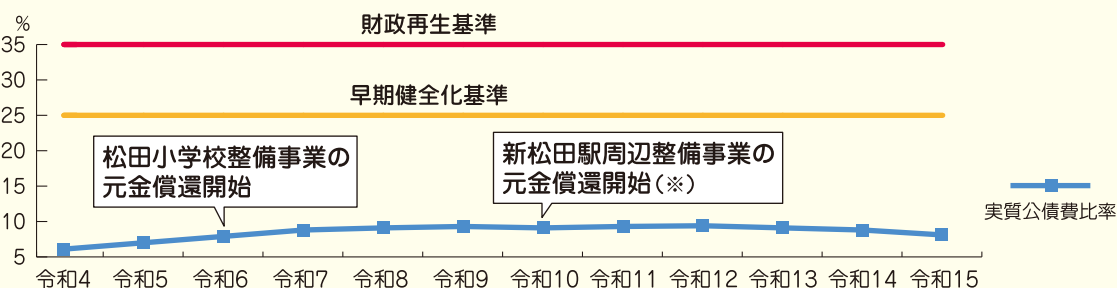 %
財政再生基準
35
30
早期健全化基準
25
20
松田小学校整備事業の
元金償還開始
新松田駅周辺整備事業の
元金償還開始(※)
15
10
5
実質公債費比率
令和4 令和5 令和6 令和7 令和8 令和9 令和10 令和11 令和12 令和13 令和14 令和15